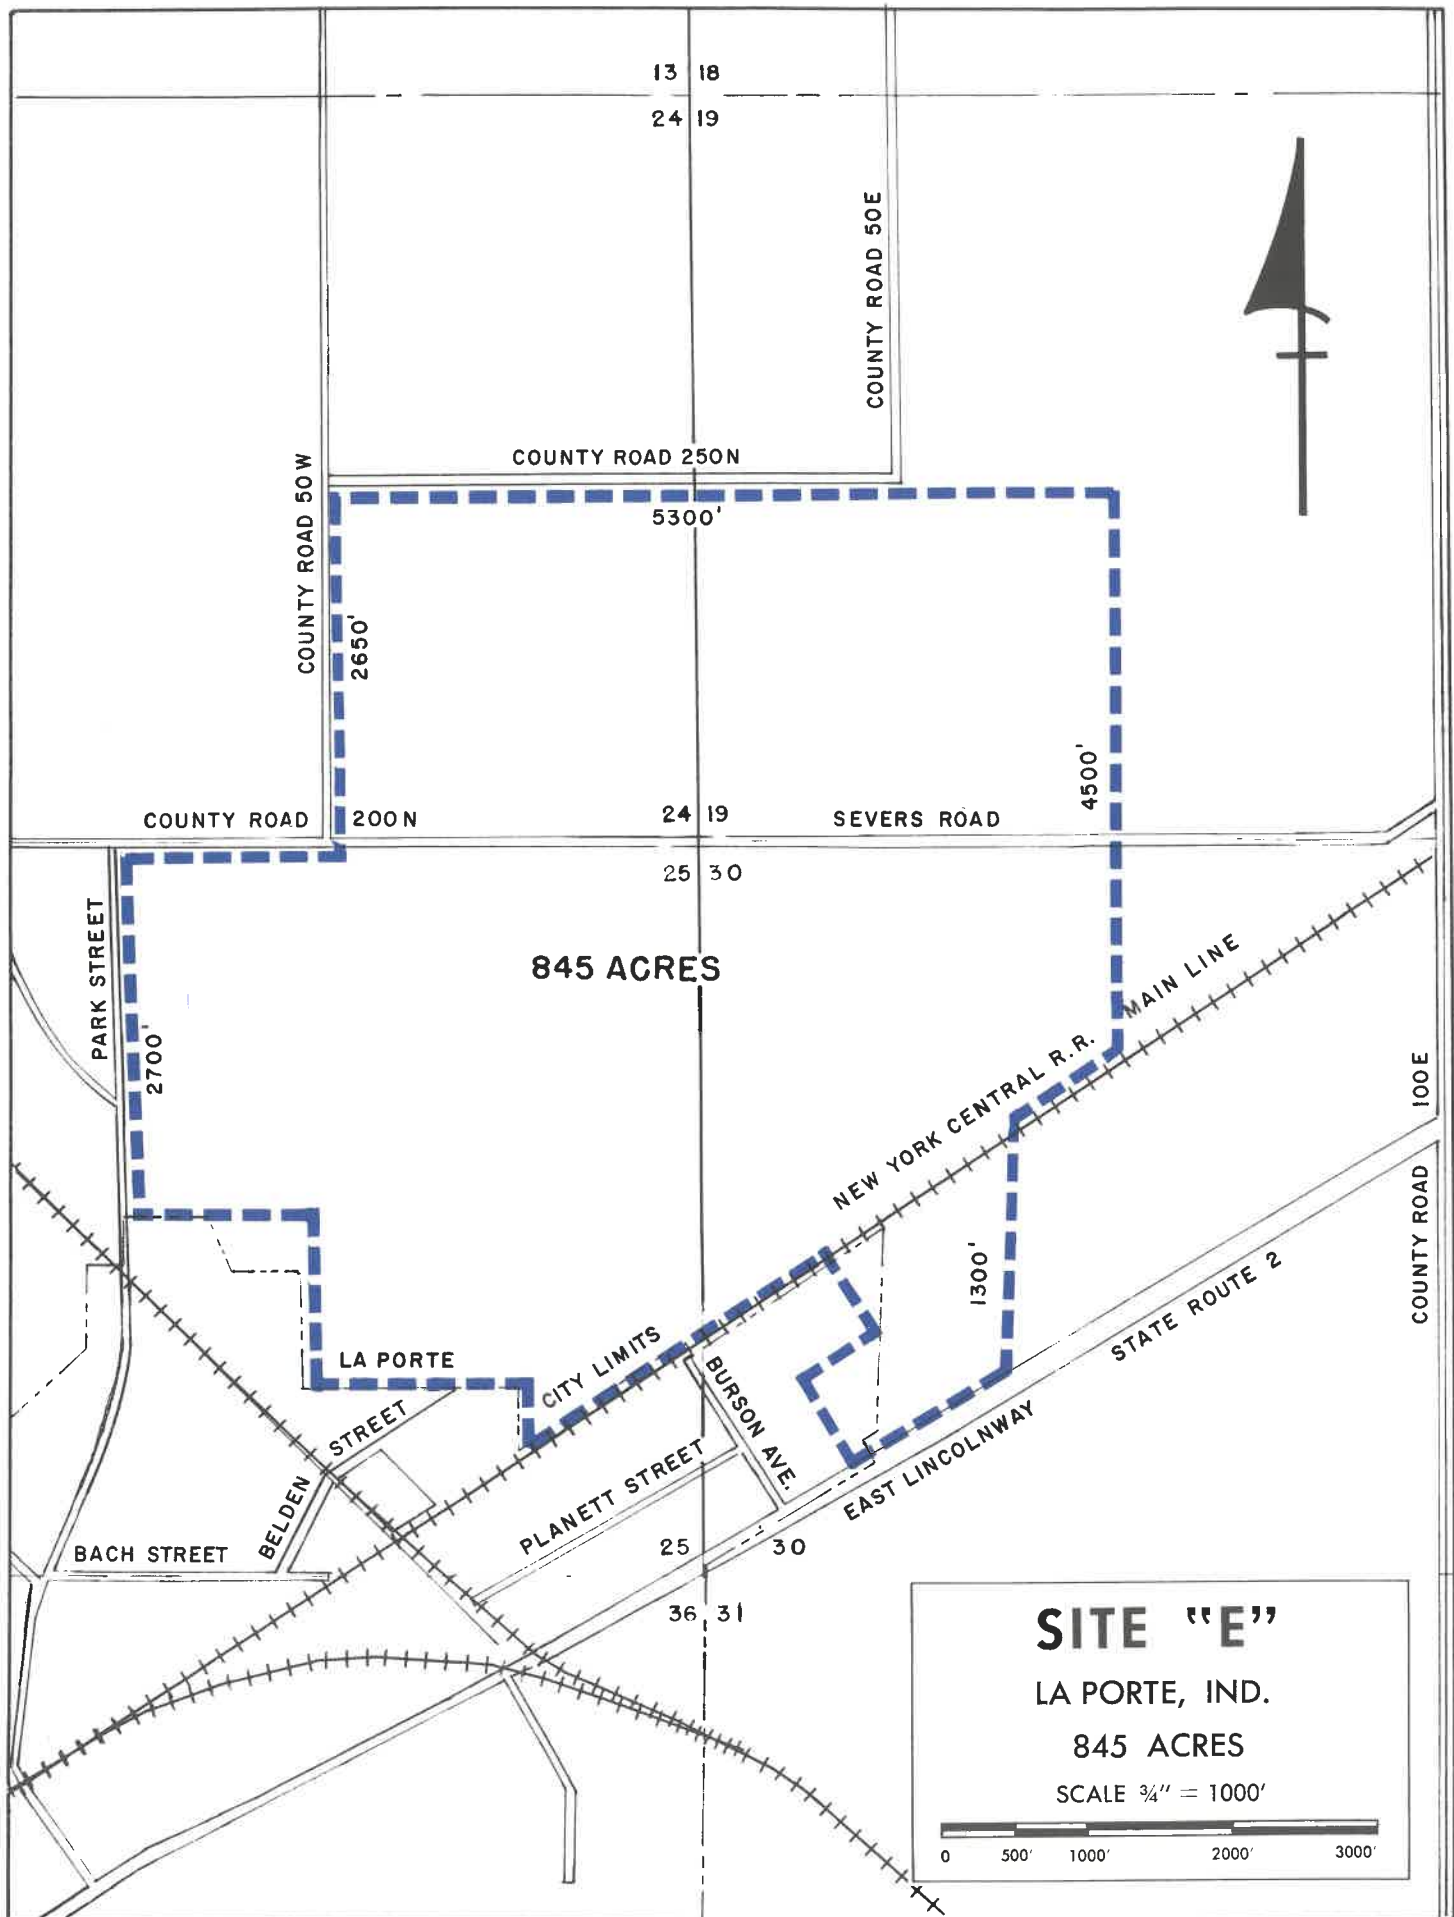 13 18
24 19
COUNTY ROAD 50E
COUNTY ROAD 250N
5300'
COUNTY ROAD 50W
2650'
4500'
COUNTY ROAD 200N
24 19
SEVERS ROAD
25 30
PARK STREET
845 ACRES
2700'
NEW YORK CENTRAL R.R. MAIN LINE
COUNTY ROAD 100E
1300'
STATE ROUTE 2
LA PORTE
CITY LIMITS
BURSON AVE.
BELDEN STREET
PLANETT STREET
EAST LINCOLNWAY
BACH STREET
25 30
36 31
SITE "E"
LA PORTE, IND.
845 ACRES
SCALE ¾" = 1000'
0 500' 1000' 2000' 3000'